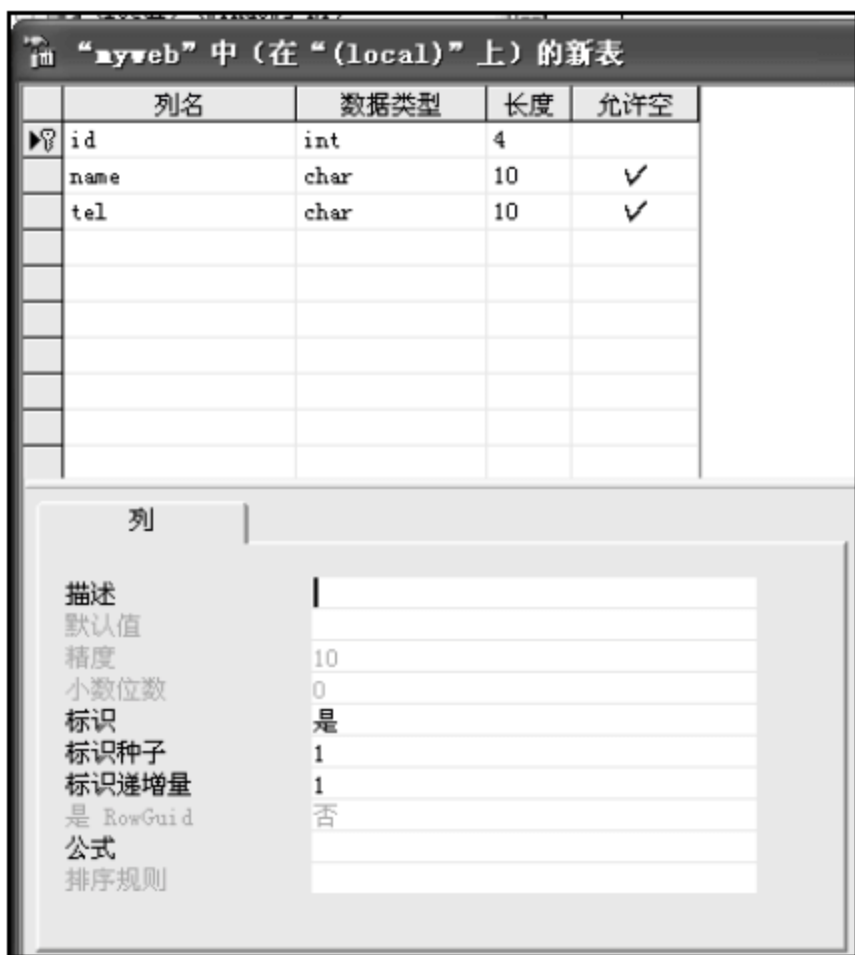 “myweb”中（在“(local)”上）的新表
列名 数据类型 长度 允许空
id int 4
name char 10
tel char 10
列
描述
默认值
精度 10
小数位数 0
标识 是
标识种子 1
标识递增量 1
是 RowGuid 否
公式
排序规则